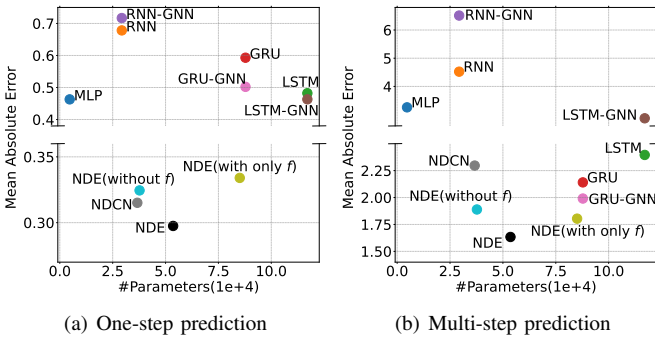 Mean Absolute Error
0.7
0.6
0.5
0.4
0.35
0.30
RNN-GNN
RNN
GRU
GRU-GNN
LSTM
MLP
LSTM-GNN
NDE(with only f)
NDE(without f)
NDCN
NDE
0.0 2.5 5.0 7.5 10.0
#Parameters(1e+4)
(a) One-step prediction
Mean Absolute Error
6
4
2.25
2.00
1.75
1.50
RNN-GNN
RNN
MLP
LSTM-GNN
LSTM
NDCN
GRU
NDE(without f)
GRU-GNN
NDE(with only f)
NDE
0.0 2.5 5.0 7.5 10.0
#Parameters(1e+4)
(b) Multi-step prediction